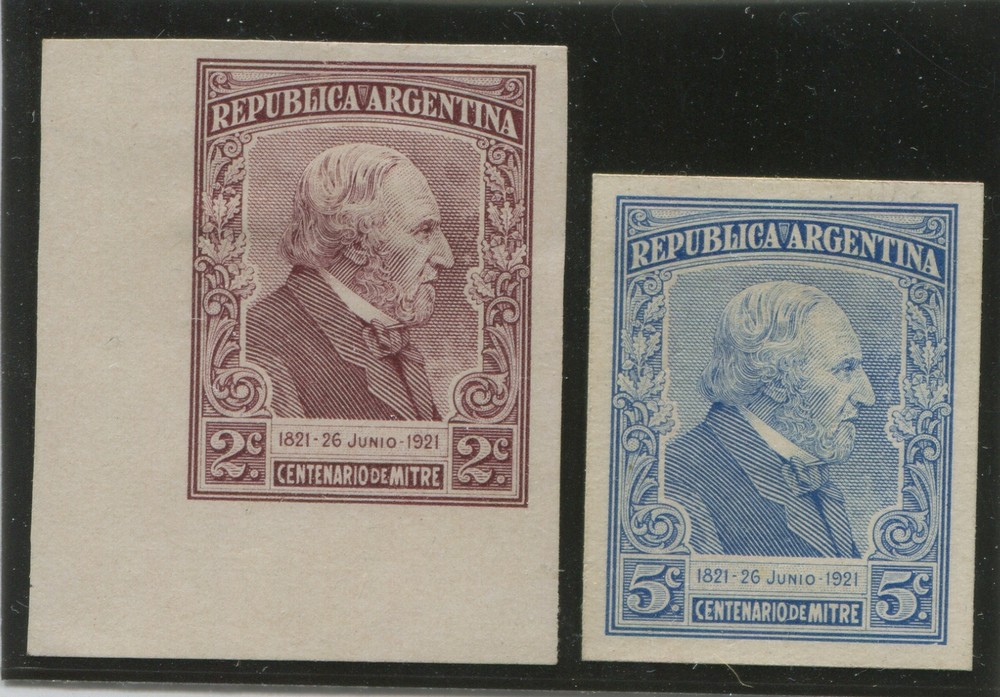 REPUBLICA ARGENTINA
2c. 1821-26 JUNIO-1921 2c.
CENTENARIO DE MITRE
REPUBLICA ARGENTINA
5c. 1821-26 JUNIO-1921 5c.
CENTENARIO DE MITRE